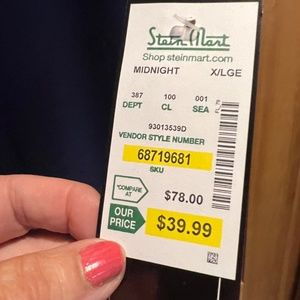 Stein Mart
Shop steinmart.com
MIDNIGHT X/LGE
387 100 001
DEPT CL SEA
93013539D
VENDOR STYLE NUMBER
68719681
SKU
*COMPARE AT $78.00
OUR PRICE $39.99